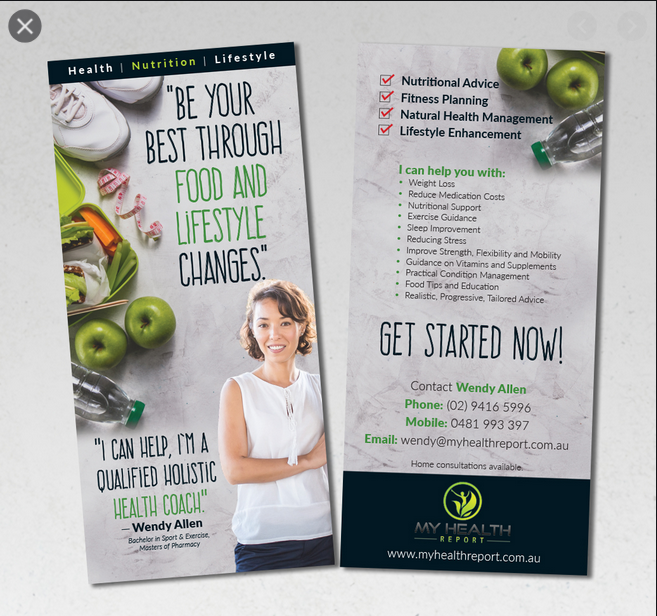 Health | Nutrition | Lifestyle
"BE YOUR
BEST THROUGH
FOOD AND
LIFESTYLE
CHANGES."
"I CAN HELP, I'M A
QUALIFIED HOLISTIC
HEALTH COACH."
— Wendy Allen
Bachelor in Sport & Exercise,
Masters of Pharmacy
Nutritional Advice
Fitness Planning
Natural Health Management
Lifestyle Enhancement
I can help you with:
• Weight Loss
• Reduce Medication Costs
• Nutritional Support
• Exercise Guidance
• Sleep Improvement
• Reducing Stress
• Improve Strength, Flexibility and Mobility
• Guidance on Vitamins and Supplements
• Practical Condition Management
• Food Tips and Education
• Realistic, Progressive, Tailored Advice
GET STARTED NOW!
Contact Wendy Allen
Phone: (02) 9416 5996
Mobile: 0481 993 397
Email: wendy@myhealthreport.com.au
Home consultations available.
MY HEALTH
REPORT
www.myhealthreport.com.au